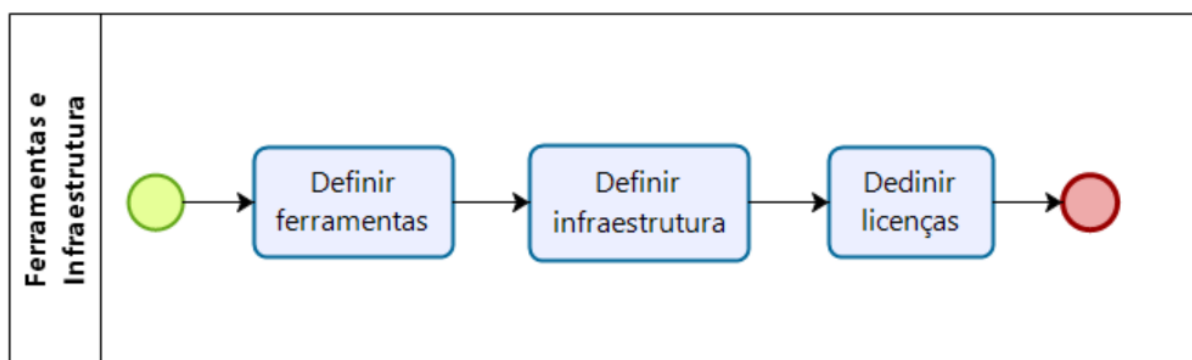 Ferramentas e
Infraestrutura
Definir
ferramentas
Definir
infraestrutura
Dedinir
licenças